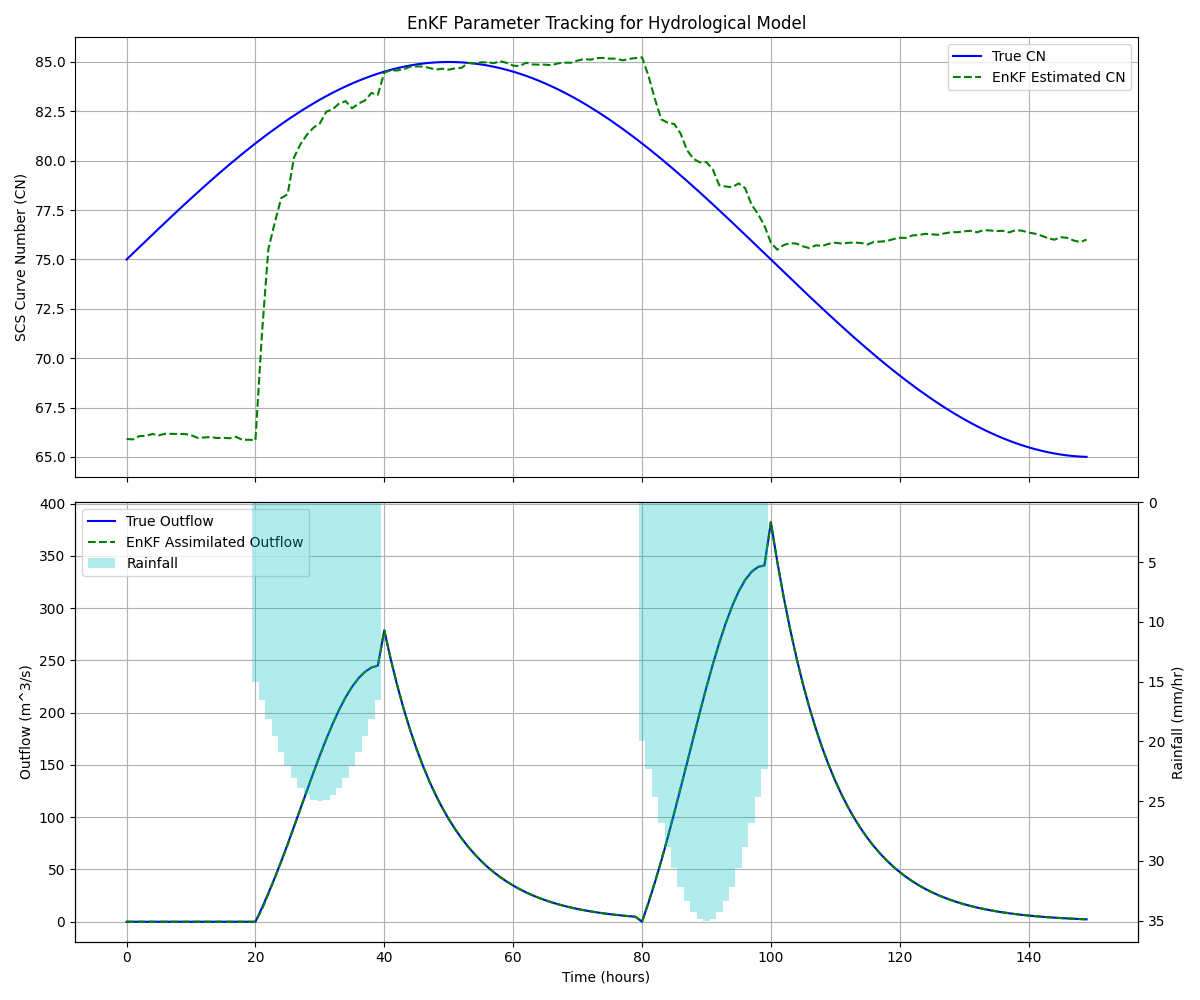 EnKF Parameter Tracking for Hydrological Model
True CN
EnKF Estimated CN
SCS Curve Number (CN)
85.0
82.5
80.0
77.5
75.0
72.5
70.0
67.5
65.0
True Outflow
EnKF Assimilated Outflow
Rainfall
Outflow (m^3/s)
400
350
300
250
200
150
100
50
0
0
5
10
15
20
25
30
35
Rainfall (mm/hr)
0 20 40 60 80 100 120 140
Time (hours)